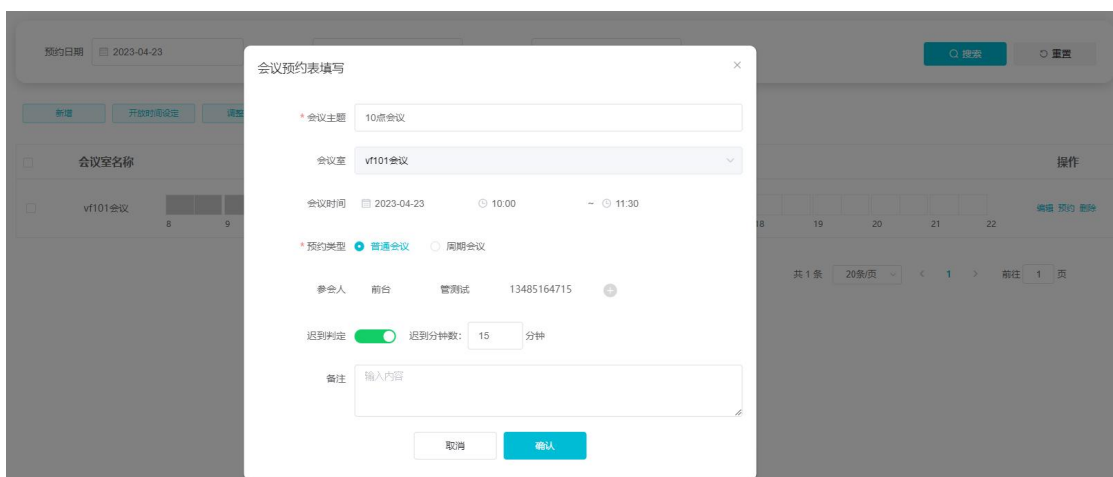 预约日期 2023-04-23
搜索 重置
新增 开放时间设定 调整
会议室名称 操作
vf101会议 编辑 预约 删除
8 9 18 19 20 21 22
共 1 条 20条/页 < 1 > 前往 1 页
会议预约表填写 ×
* 会议主题 10点会议
会议室 vf101会议
会议时间 2023-04-23 10:00 ~ 11:30
* 预约类型 普通会议 周期会议
参会人 前台 管测试 13485164715
迟到判定 迟到分钟数: 15 分钟
备注 输入内容
取消 确认